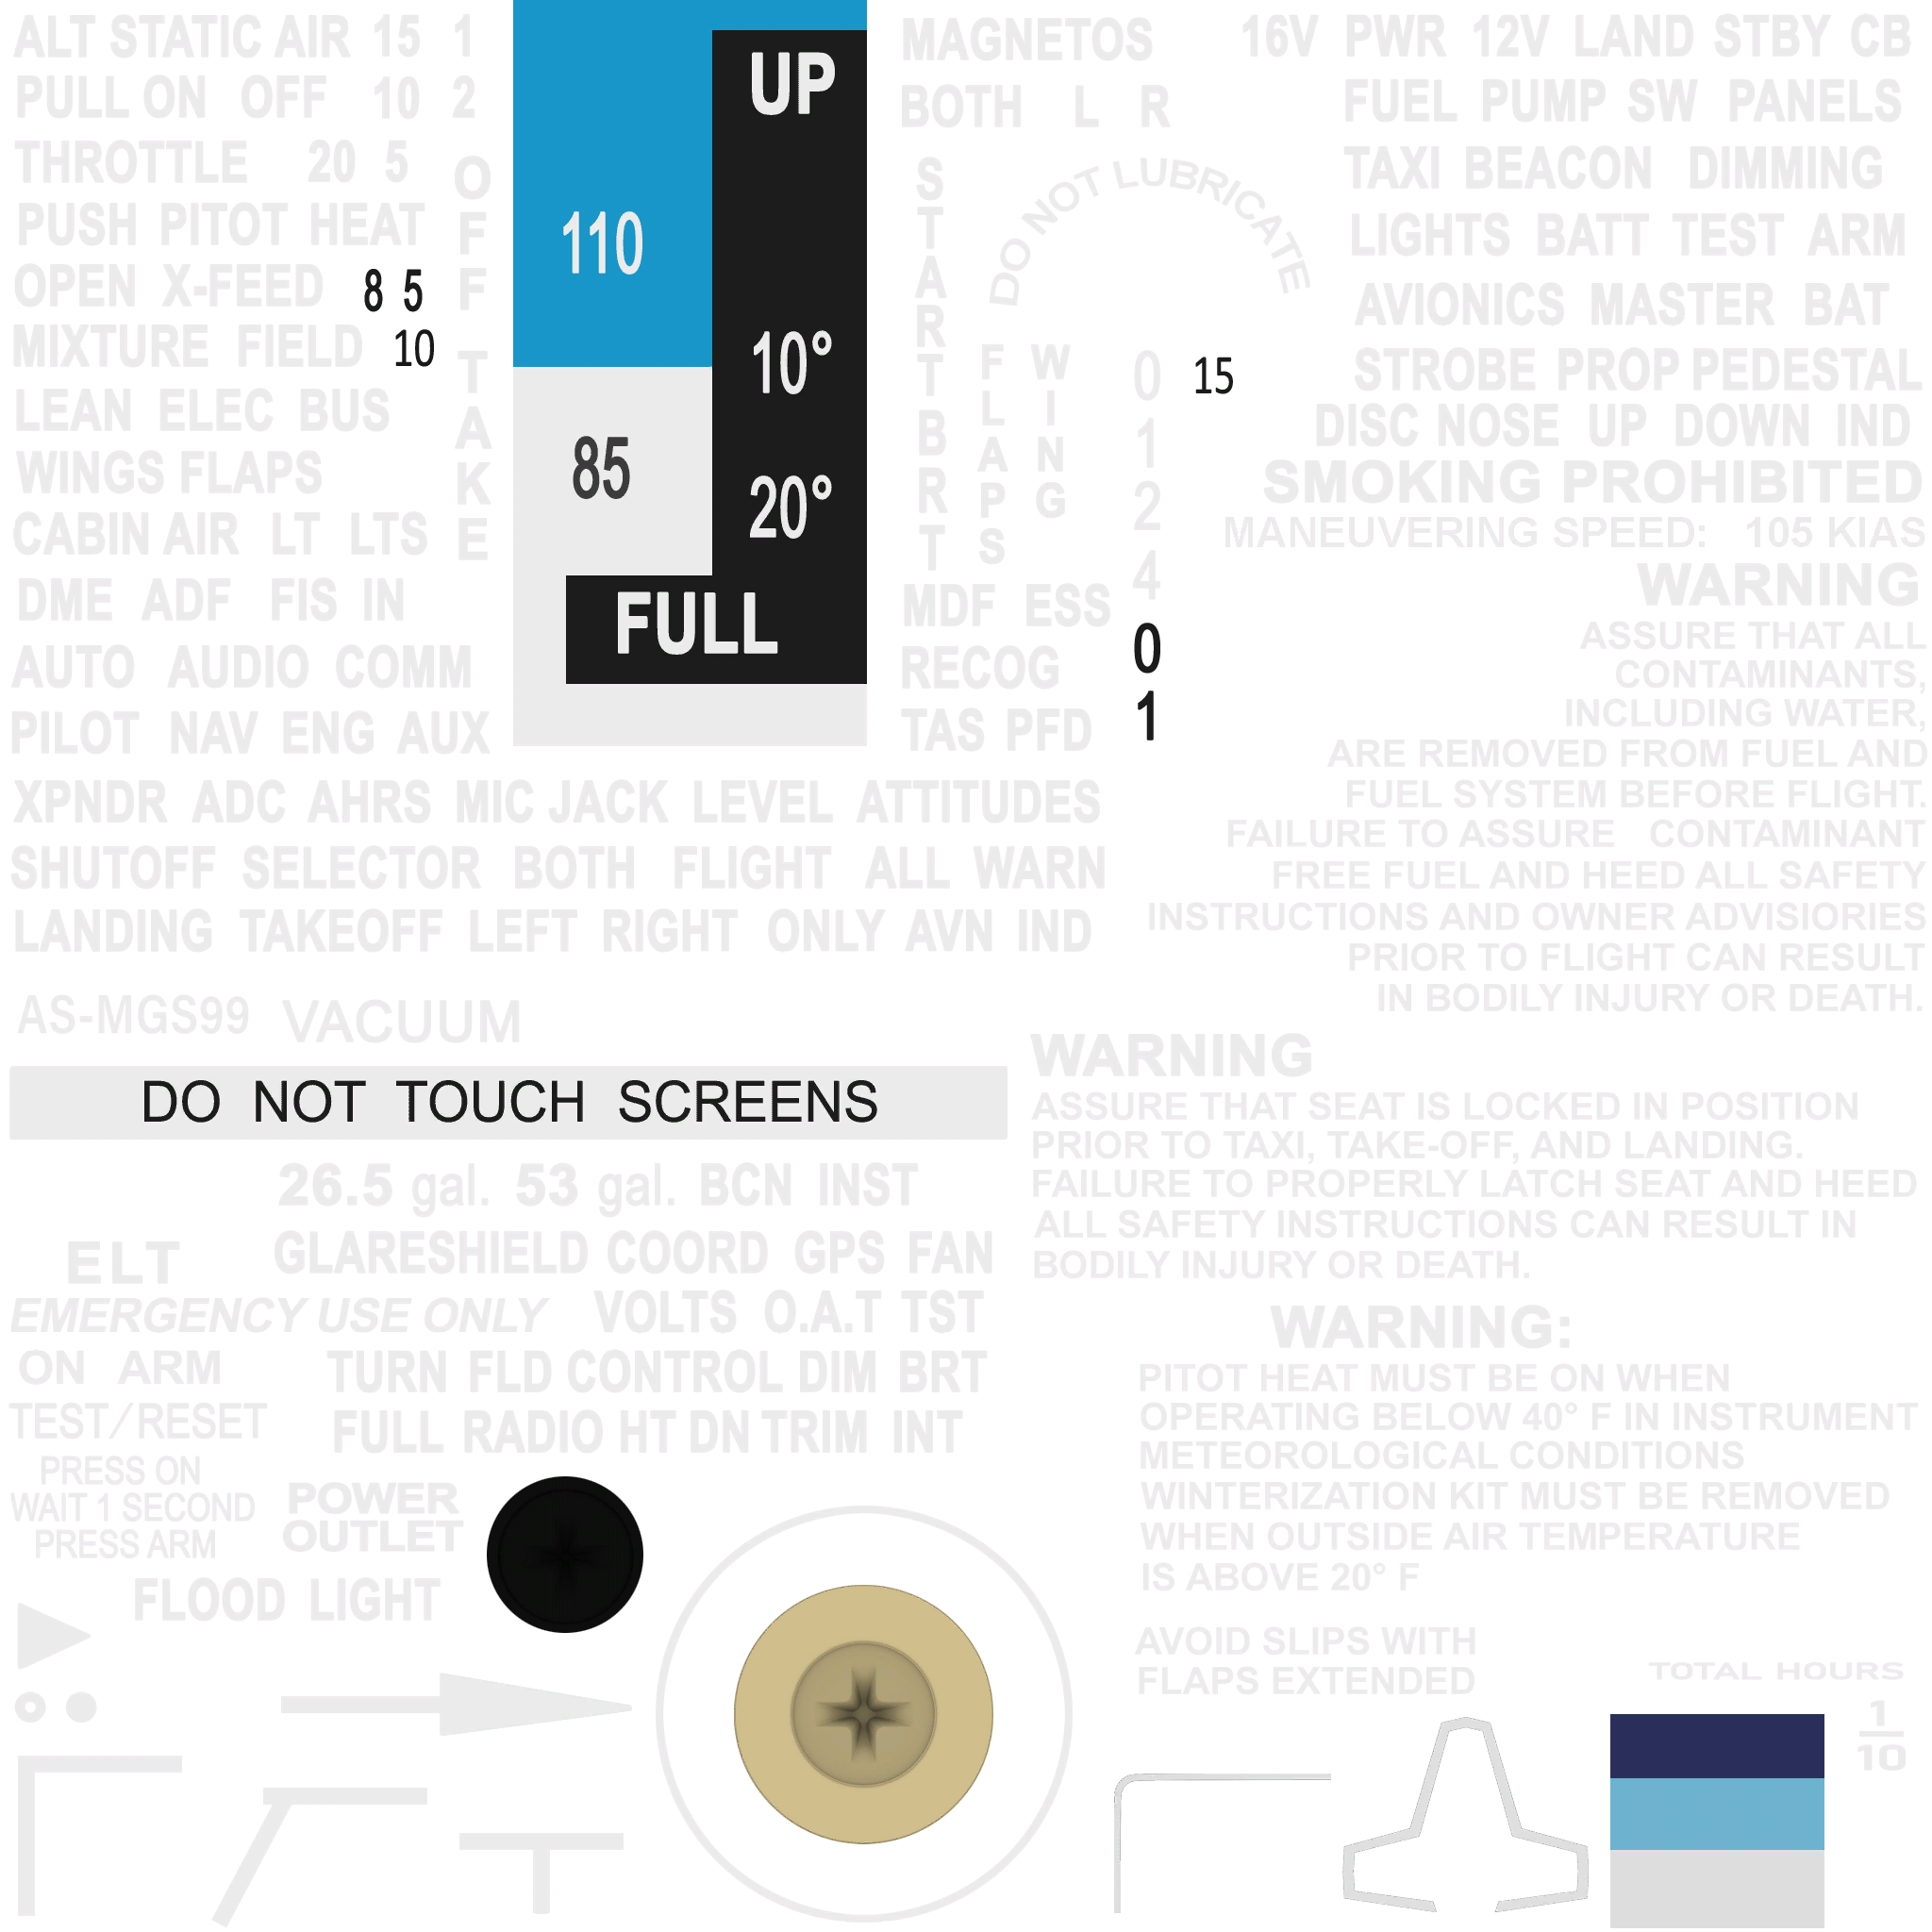 ALT STATIC AIR 15 1
PULL ON OFF 10 2
THROTTLE 20 5
PUSH PITOT HEAT
OPEN X-FEED 8 5
MIXTURE FIELD 10
LEAN ELEC BUS
WINGS FLAPS
CABIN AIR LT LTS
DME ADF FIS IN
AUTO AUDIO COMM
PILOT NAV ENG AUX
OFF TAKE
UP
110
10°
85
20°
FULL
MAGNETOS
BOTH L R
START BRT
DO NOT LUBRICATE
FLAPS
WING
0
1
2
4
0
1
15
MDF ESS
RECOG
TAS PFD
16V PWR 12V LAND STBY CB
FUEL PUMP SW PANELS
TAXI BEACON DIMMING
LIGHTS BATT TEST ARM
AVIONICS MASTER BAT
STROBE PROP PEDESTAL
DISC NOSE UP DOWN IND
SMOKING PROHIBITED
MANEUVERING SPEED: 105 KIAS
WARNING
ASSURE THAT ALL
CONTAMINANTS,
INCLUDING WATER,
ARE REMOVED FROM FUEL AND
FUEL SYSTEM BEFORE FLIGHT.
FAILURE TO ASSURE CONTAMINANT
FREE FUEL AND HEED ALL SAFETY
INSTRUCTIONS AND OWNER ADVISIORIES
PRIOR TO FLIGHT CAN RESULT
IN BODILY INJURY OR DEATH.
XPNDR ADC AHRS MIC JACK LEVEL ATTITUDES
SHUTOFF SELECTOR BOTH FLIGHT ALL WARN
LANDING TAKEOFF LEFT RIGHT ONLY AVN IND
AS-MGS99 VACUUM
DO NOT TOUCH SCREENS
WARNING
ASSURE THAT SEAT IS LOCKED IN POSITION
PRIOR TO TAXI, TAKE-OFF, AND LANDING.
FAILURE TO PROPERLY LATCH SEAT AND HEED
ALL SAFETY INSTRUCTIONS CAN RESULT IN
BODILY INJURY OR DEATH.
26.5 gal. 53 gal. BCN INST
GLARESHIELD COORD GPS FAN
ELT
EMERGENCY USE ONLY VOLTS O.A.T TST
ON ARM TURN FLD CONTROL DIM BRT
TEST/RESET FULL RADIO HT DN TRIM INT
PRESS ON
WAIT 1 SECOND
PRESS ARM
POWER
OUTLET
FLOOD LIGHT
WARNING:
PITOT HEAT MUST BE ON WHEN
OPERATING BELOW 40° F IN INSTRUMENT
METEOROLOGICAL CONDITIONS
WINTERIZATION KIT MUST BE REMOVED
WHEN OUTSIDE AIR TEMPERATURE
IS ABOVE 20° F
AVOID SLIPS WITH
FLAPS EXTENDED
TOTAL HOURS
1
10